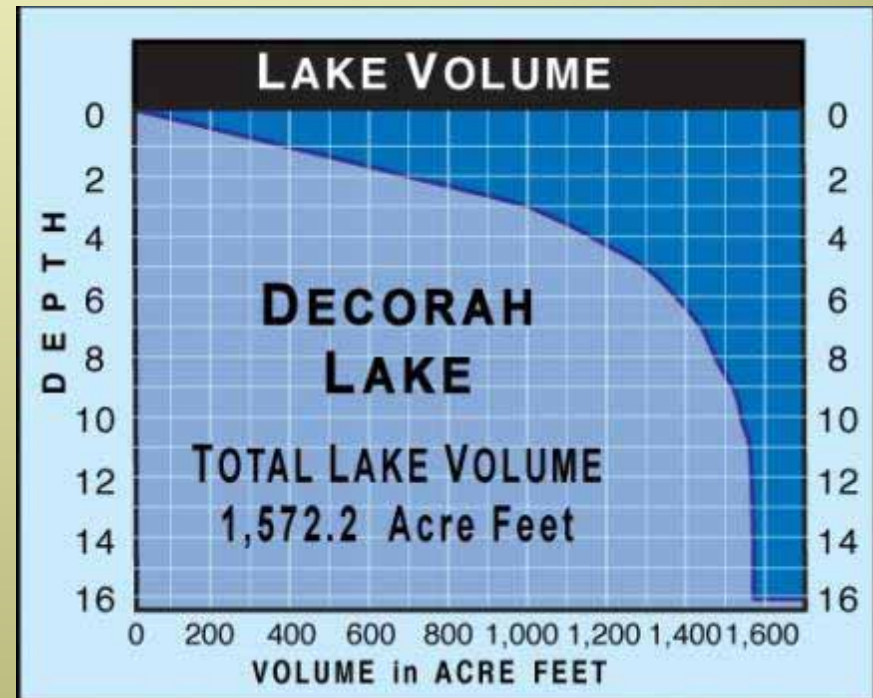 LAKE VOLUME
0 0
2 2
4 4
6 6
8 8
10 10
12 12
14 14
16 16
DEPTH
DECORAH
LAKE
TOTAL LAKE VOLUME
1,572.2 Acre Feet
0 200 400 600 800 1,000 1,200 1,400 1,600
VOLUME in ACRE FEET